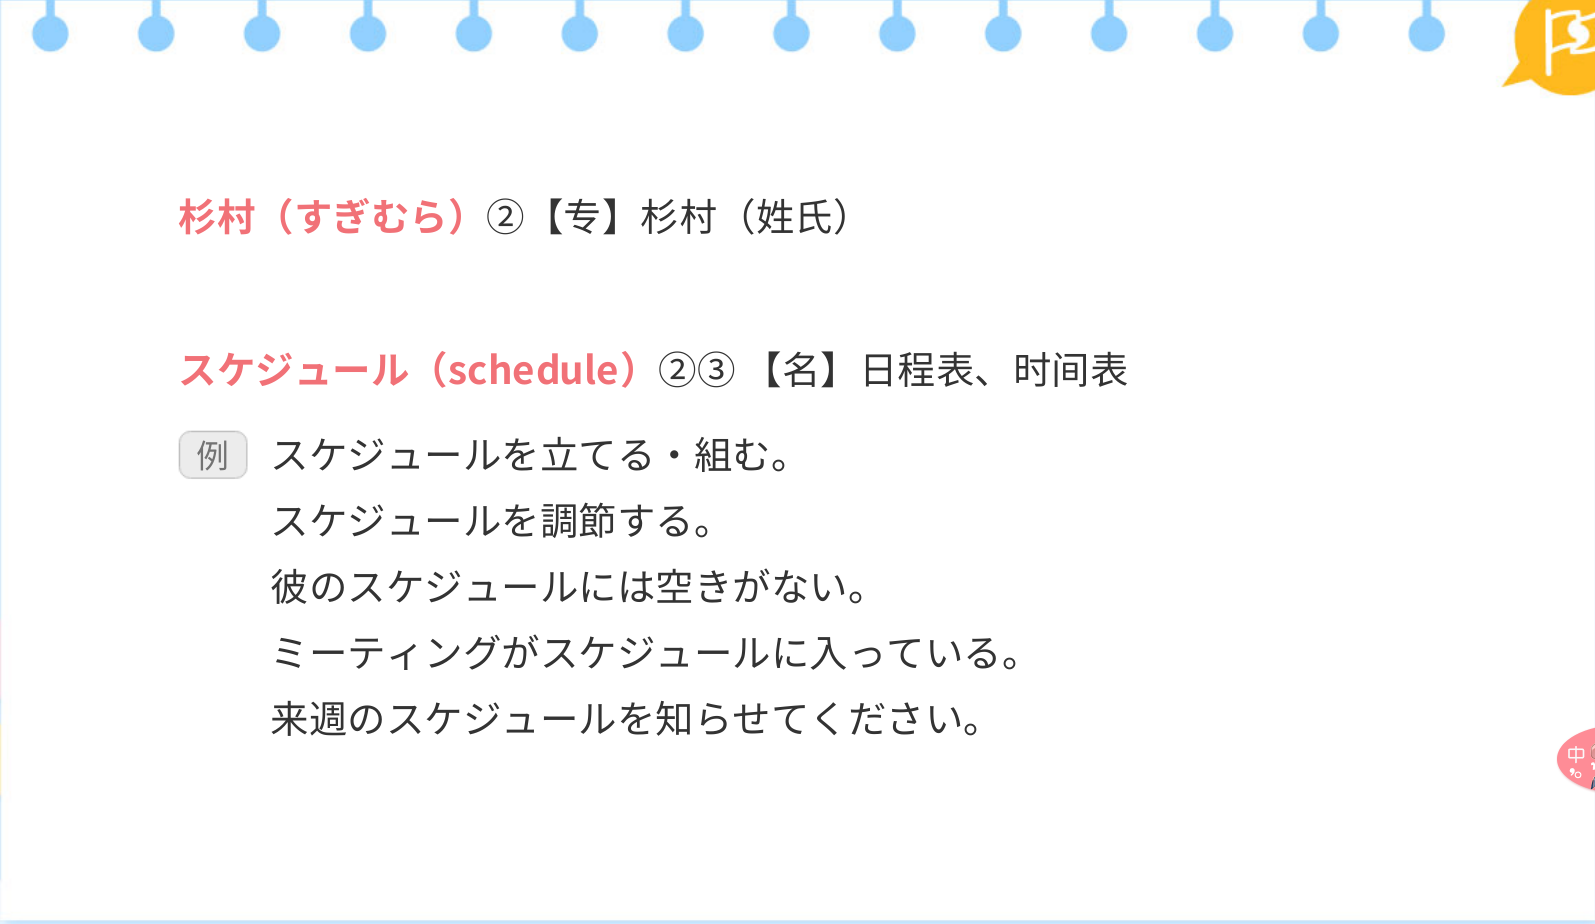 杉村（すぎむら）②【专】杉村（姓氏）
スケジュール（schedule）②③ 【名】日程表、时间表
例 スケジュールを立てる・組む。
スケジュールを調節する。
彼のスケジュールには空きがない。
ミーティングがスケジュールに入っている。
来週のスケジュールを知らせてください。
中